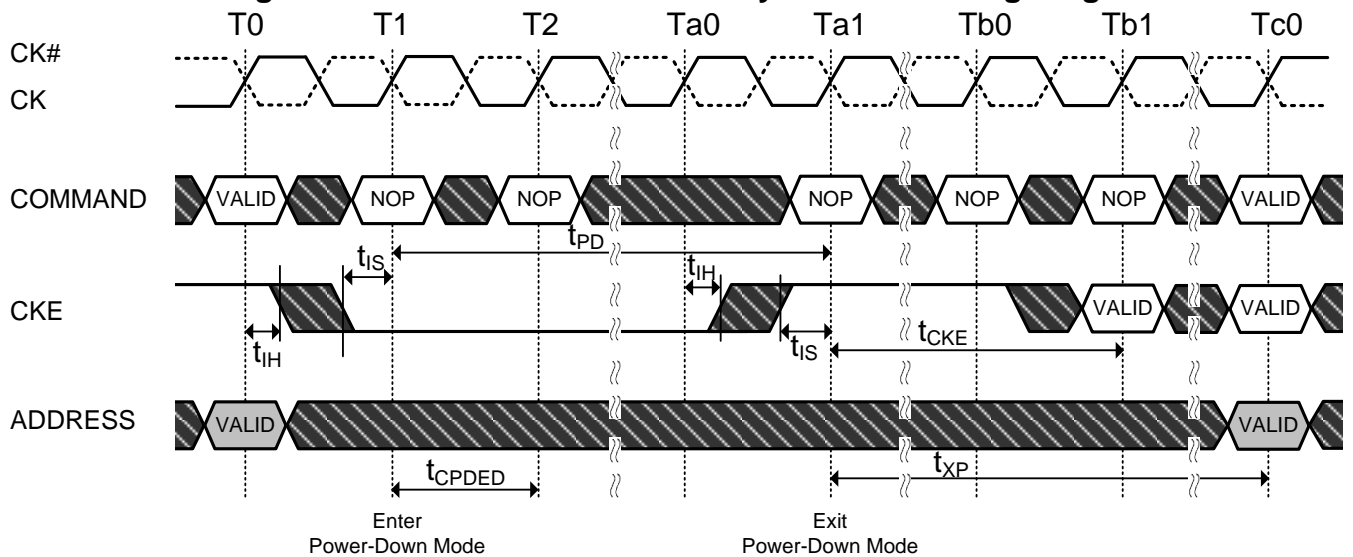 T0 T1 T2 Ta0 Ta1 Tb0 Tb1 Tc0
CK#
CK
COMMAND VALID NOP NOP NOP NOP NOP VALID
tPD
tIS tIH
CKE VALID VALID
tIH tIS tCKE
ADDRESS VALID VALID
tCPDED tXP
Enter Exit
Power-Down Mode Power-Down Mode